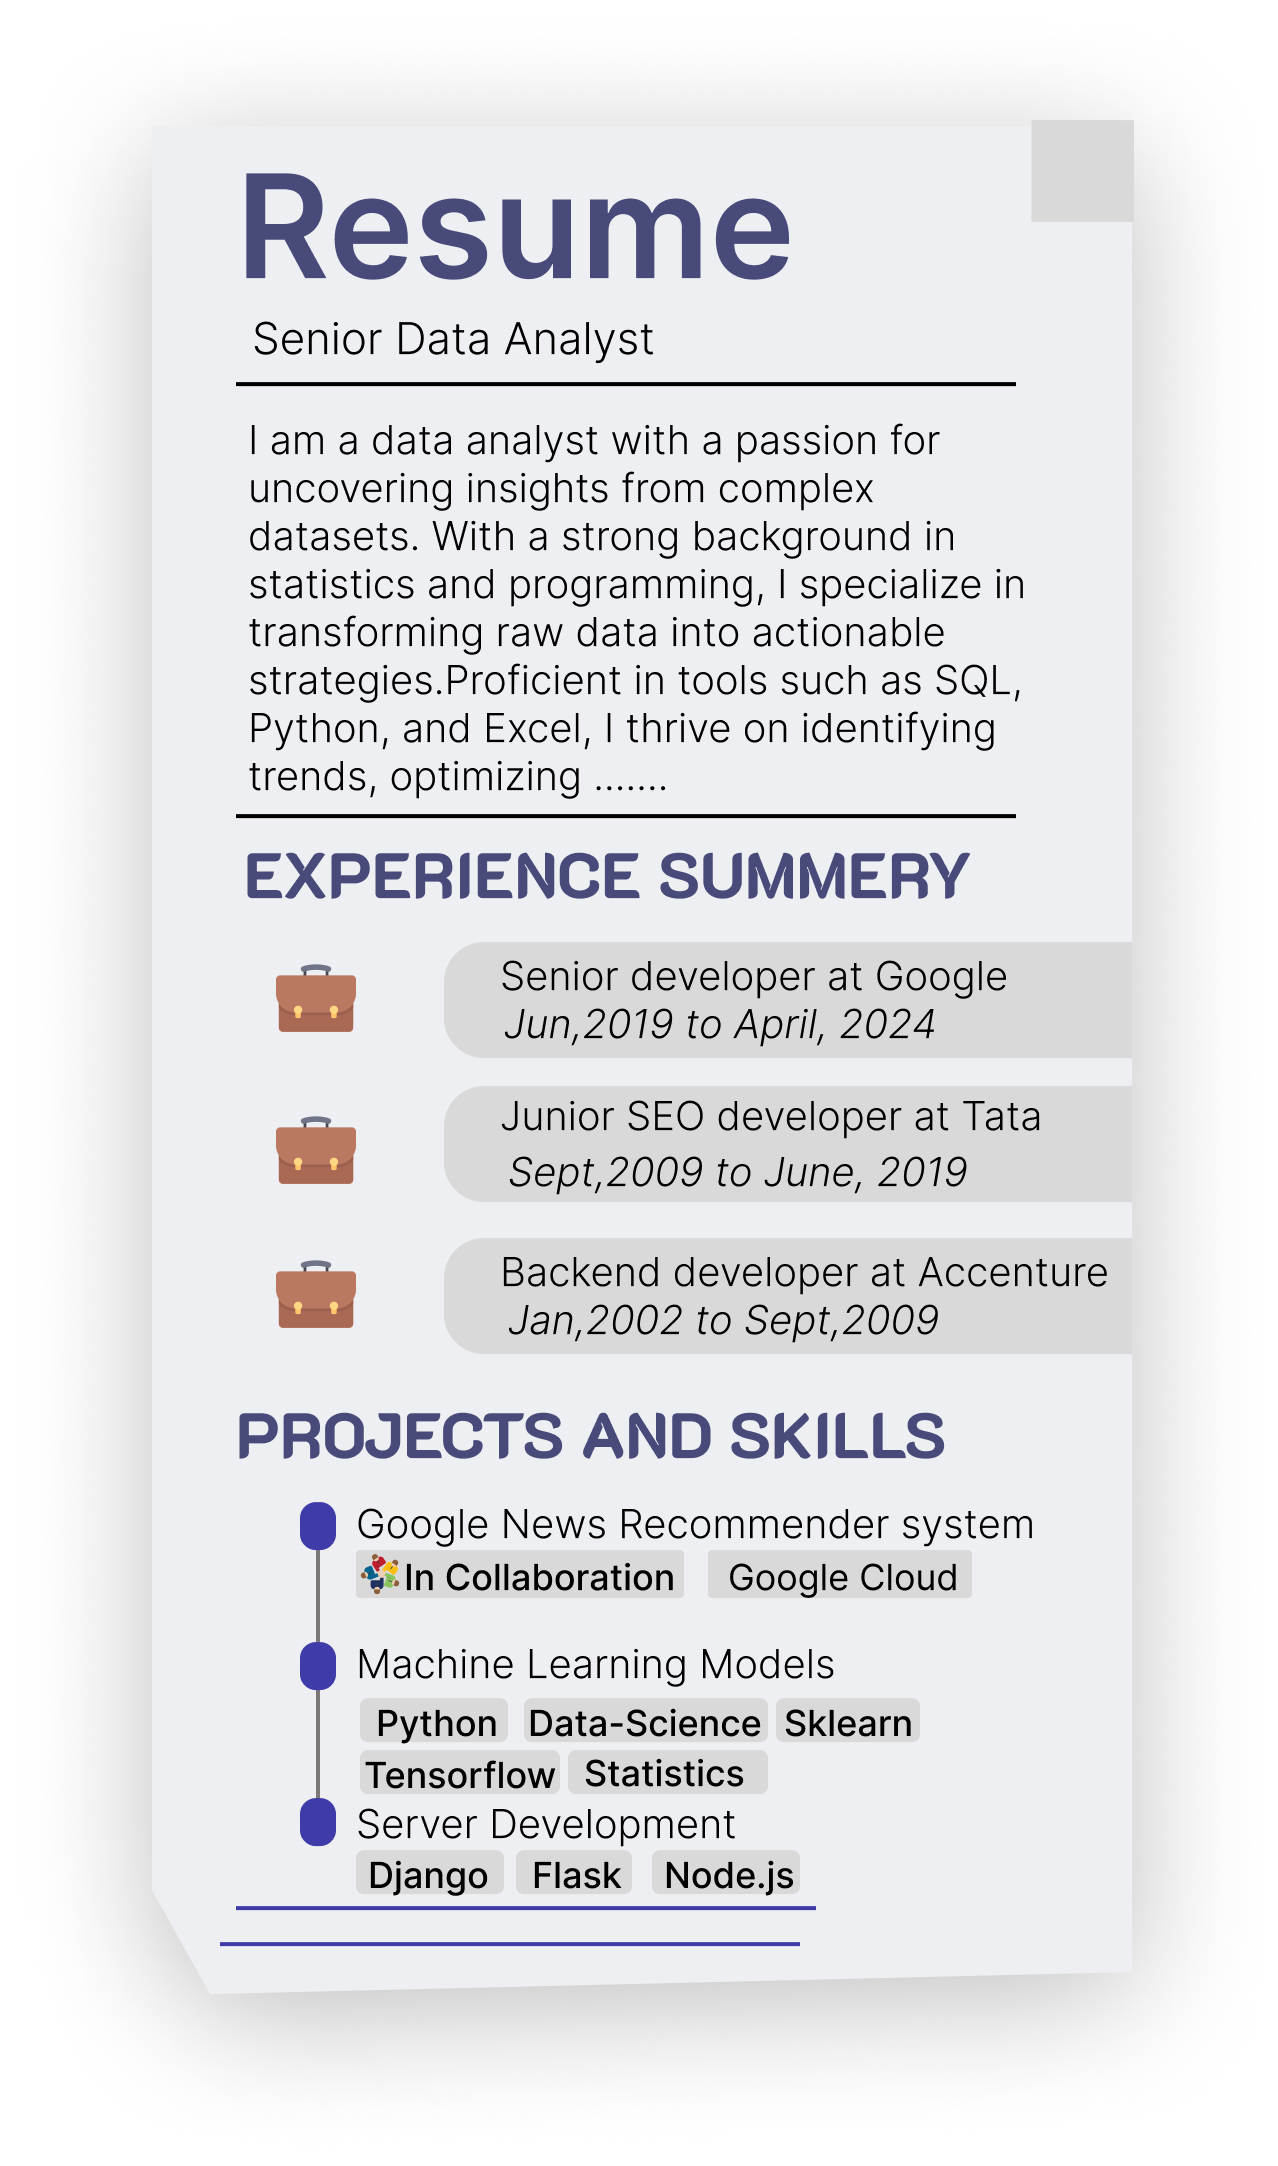 Resume
Senior Data Analyst
I am a data analyst with a passion for
uncovering insights from complex
datasets. With a strong background in
statistics and programming, I specialize in
transforming raw data into actionable
strategies.Proficient in tools such as SQL,
Python, and Excel, I thrive on identifying
trends, optimizing .......
EXPERIENCE SUMMERY
Senior developer at Google
Jun,2019 to April, 2024
Junior SEO developer at Tata
Sept,2009 to June, 2019
Backend developer at Accenture
Jan,2002 to Sept,2009
PROJECTS AND SKILLS
Google News Recommender system
In Collaboration Google Cloud
Machine Learning Models
Python Data-Science Sklearn
Tensorflow Statistics
Server Development
Django Flask Node.js